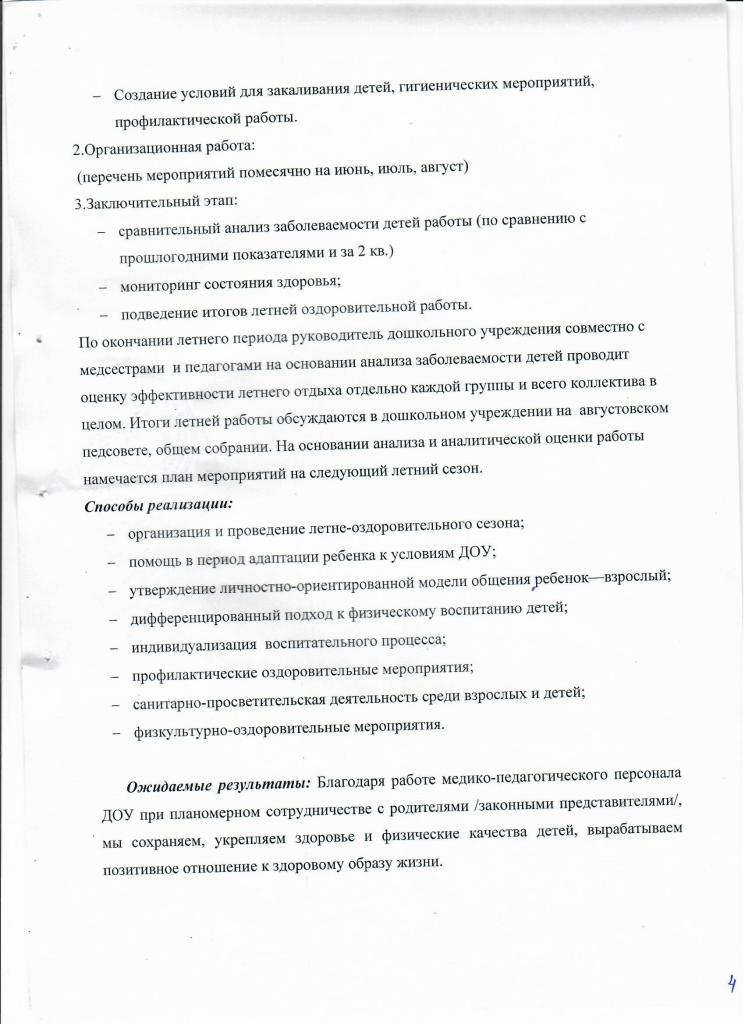 – Создание условий для закаливания детей, гигиенических мероприятий,
профилактической работы.
2.Организационная работа:
(перечень мероприятий помесячно на июнь, июль, август)
3.Заключительный этап:
– сравнительный анализ заболеваемости детей работы (по сравнению с
прошлогодними показателями и за 2 кв.)
– мониторинг состояния здоровья;
– подведение итогов летней оздоровительной работы.
По окончании летнего периода руководитель дошкольного учреждения совместно с
медсестрами и педагогами на основании анализа заболеваемости детей проводит
оценку эффективности летнего отдыха отдельно каждой группы и всего коллектива в
целом. Итоги летней работы обсуждаются в дошкольном учреждении на августовском
педсовете, общем собрании. На основании анализа и аналитической оценки работы
намечается план мероприятий на следующий летний сезон.
Способы реализации:
– организация и проведение летне-оздоровительного сезона;
– помощь в период адаптации ребенка к условиям ДОУ;
– утверждение личностно-ориентированной модели общения ребенок—взрослый;
– дифференцированный подход к физическому воспитанию детей;
– индивидуализация воспитательного процесса;
– профилактические оздоровительные мероприятия;
– санитарно-просветительская деятельность среди взрослых и детей;
– физкультурно-оздоровительные мероприятия.
Ожидаемые результаты: Благодаря работе медико-педагогического персонала
ДОУ при планомерном сотрудничестве с родителями /законными представителями/,
мы сохраняем, укрепляем здоровье и физические качества детей, вырабатываем
позитивное отношение к здоровому образу жизни.
4